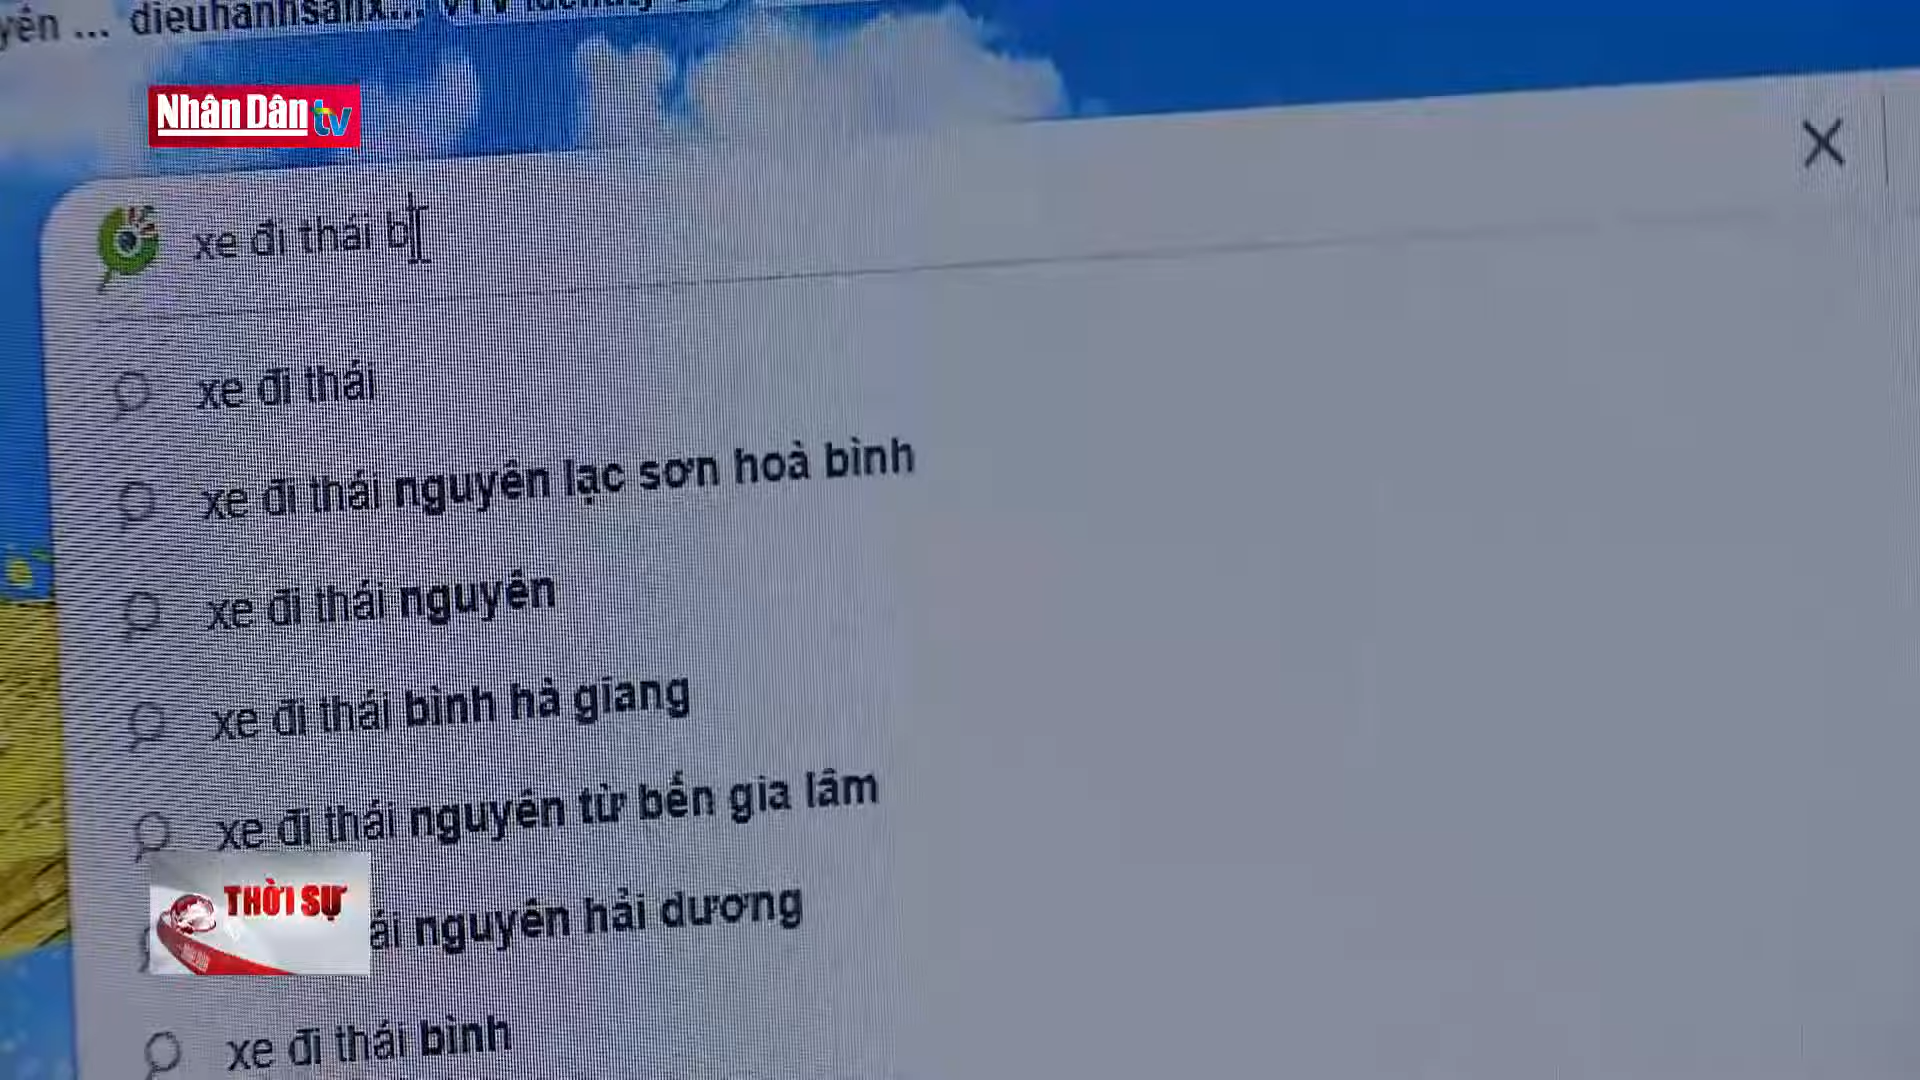 yên ... dieuhanhsanx...
Nhân Dân tv
xe đi thái b
xe đi thái
xe đi thái nguyên lạc sơn hoà bình
xe đi thái nguyên
xe đi thái bình hà giang
xe đi thái nguyên từ bến gia lâm
THỜI SỰ
ái nguyên hải dương
xe đi thái bình